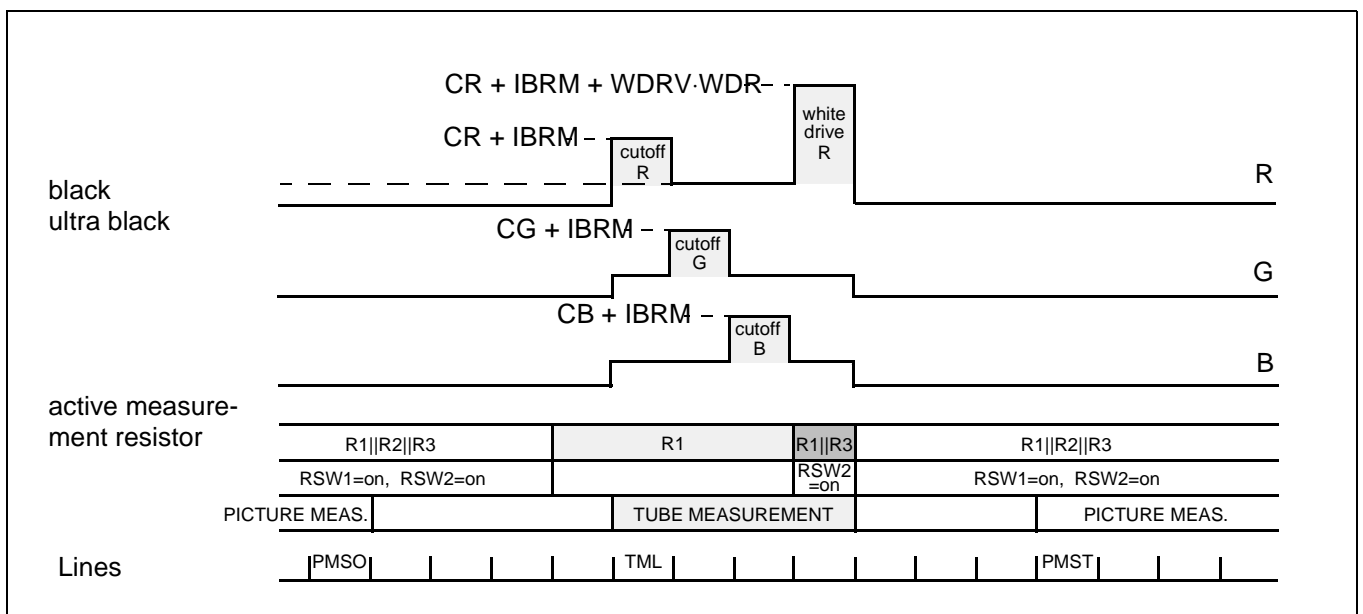 CR + IBRM + WDRV·WDR
white
drive
R
CR + IBRM
cutoff
R
R
black
ultra black
CG + IBRM
cutoff
G
G
CB + IBRM
cutoff
B
B
active measure-
ment resistor
R1||R2||R3
R1
R1||R3
R1||R2||R3
RSW1=on, RSW2=on
RSW2
=on
RSW1=on, RSW2=on
PICTURE MEAS.
TUBE MEASUREMENT
PICTURE MEAS.
Lines
PMSO
TML
PMST